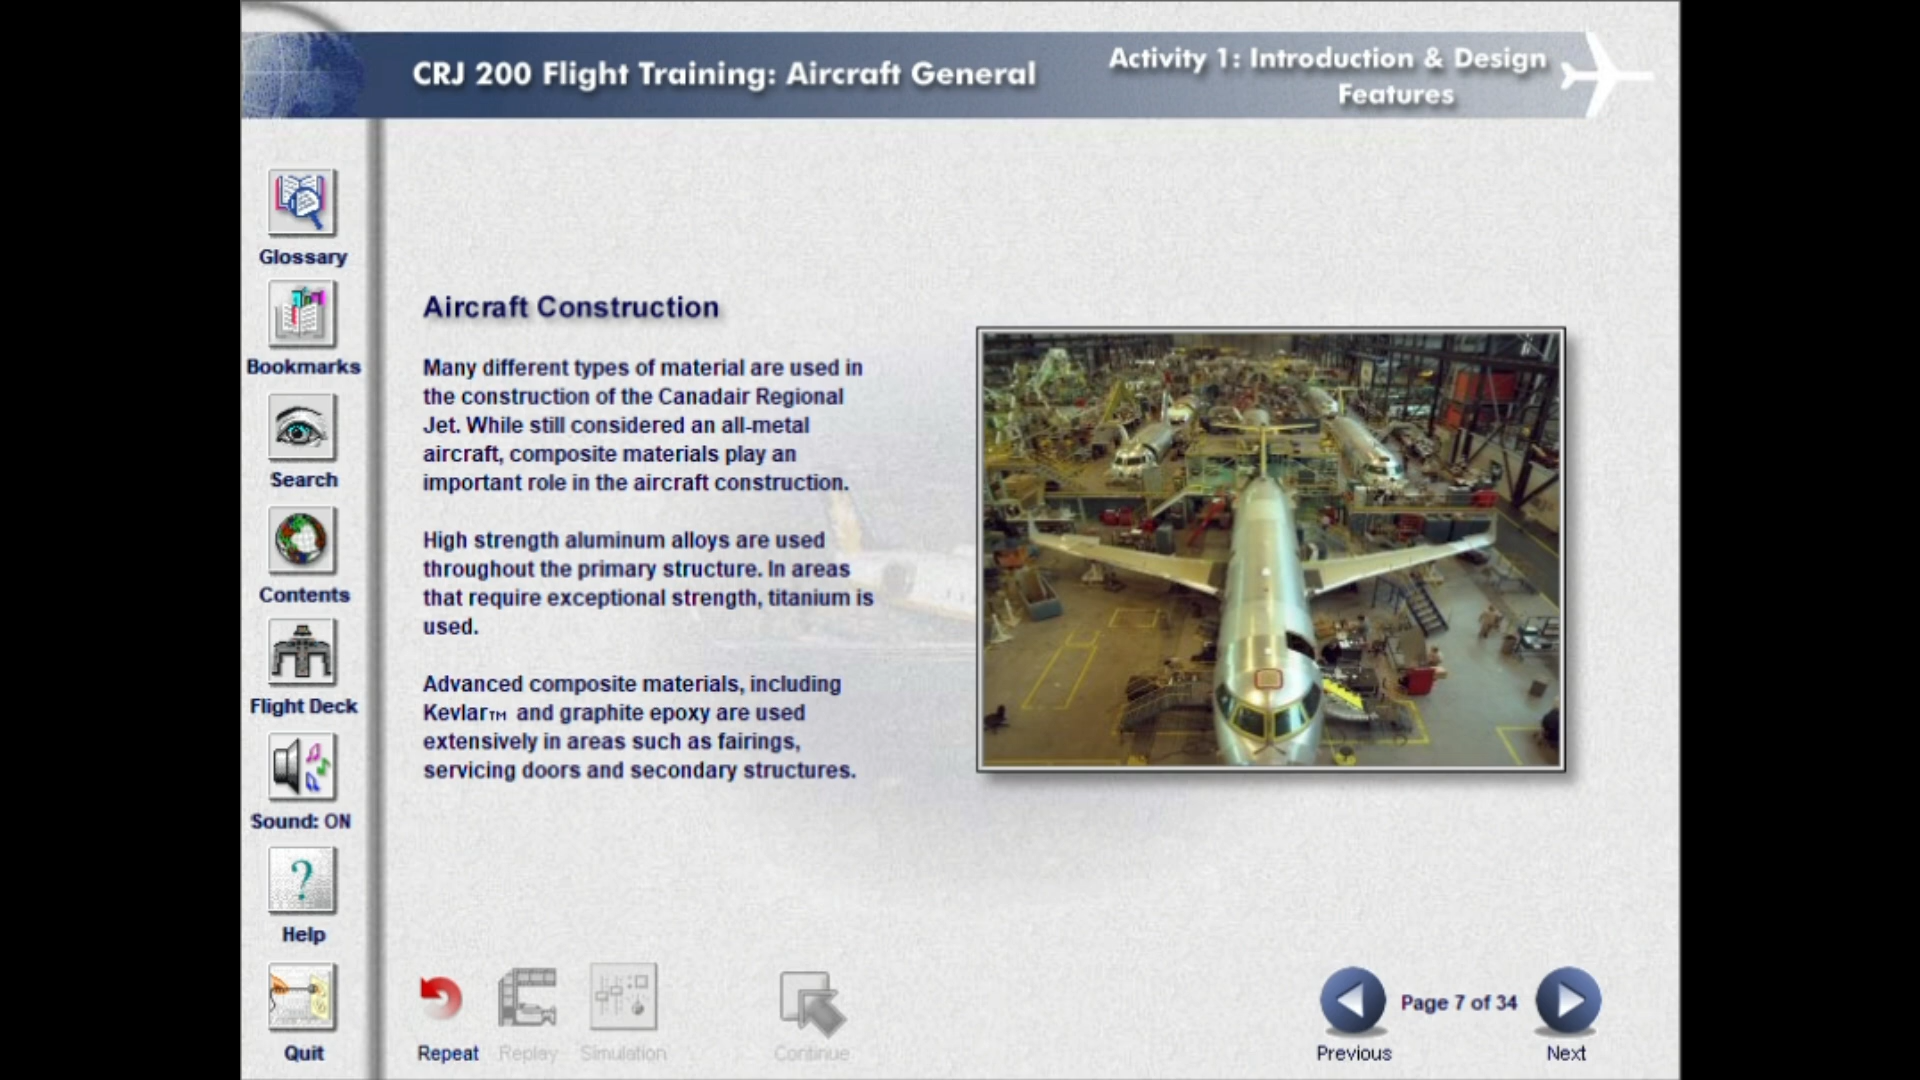 CRJ 200 Flight Training: Aircraft General
Activity 1: Introduction & Design
Features
Glossary
Bookmarks
Search
Contents
Flight Deck
Sound: ON
Help
Quit
Aircraft Construction
Many different types of material are used in
the construction of the Canadair Regional
Jet. While still considered an all-metal
aircraft, composite materials play an
important role in the aircraft construction.
High strength aluminum alloys are used
throughout the primary structure. In areas
that require exceptional strength, titanium is
used.
Advanced composite materials, including
Kevlar™ and graphite epoxy are used
extensively in areas such as fairings,
servicing doors and secondary structures.
Repeat
Replay
Simulation
Continue
Previous
Page 7 of 34
Next